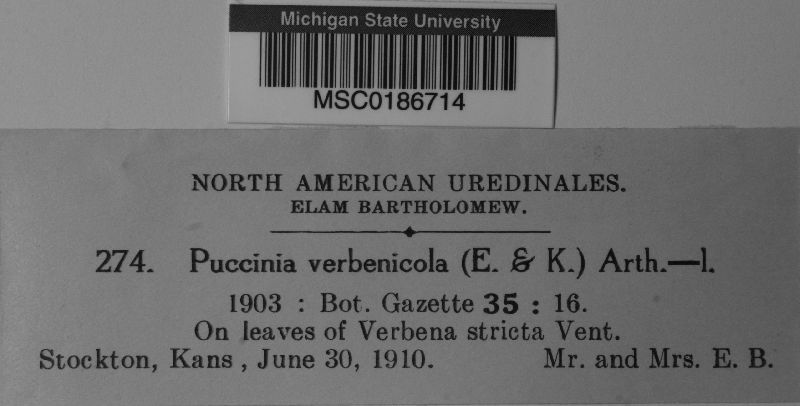 Michigan State University
MSC0186714
NORTH AMERICAN UREDINALES.
ELAM BARTHOLOMEW.
274. Puccinia verbenicola (E. & K.) Arth.—I.
1903 : Bot. Gazette 35 : 16.
On leaves of Verbena stricta Vent.
Stockton, Kans , June 30, 1910. Mr. and Mrs. E. B.